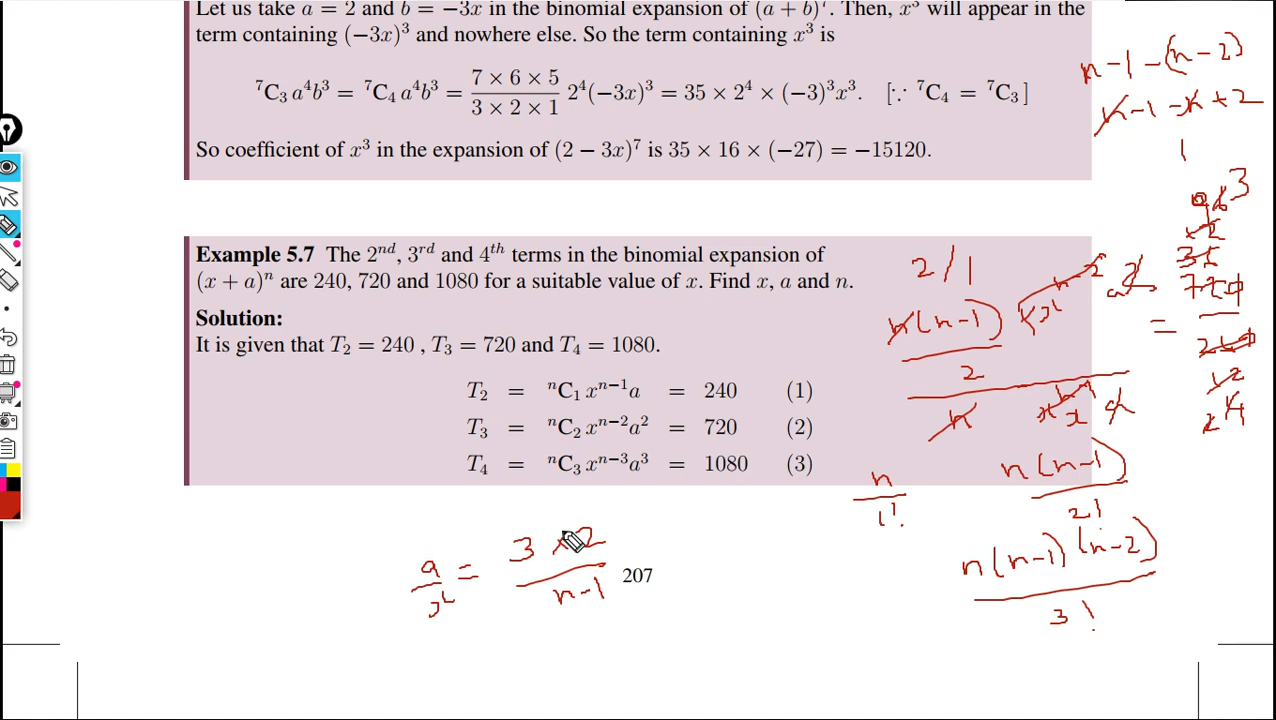 Let us take a = 2 and b = −3x in the binomial expansion of (a + b)⁷. Then, x³ will appear in the
term containing (−3x)³ and nowhere else. So the term containing x³ is
⁷C₃ a⁴b³ = ⁷C₄ a⁴b³ = (7 × 6 × 5)/(3 × 2 × 1) 2⁴(−3x)³ = 35 × 2⁴ × (−3)³x³. [∵ ⁷C₄ = ⁷C₃]
So coefficient of x³ in the expansion of (2 − 3x)⁷ is 35 × 16 × (−27) = −15120.
Example 5.7 The 2ⁿᵈ, 3ʳᵈ and 4ᵗʰ terms in the binomial expansion of
(x + a)ⁿ are 240, 720 and 1080 for a suitable value of x. Find x, a and n.
Solution:
It is given that T₂ = 240 , T₃ = 720 and T₄ = 1080.
T₂ = ⁿC₁ xⁿ⁻¹a = 240 (1)
T₃ = ⁿC₂ xⁿ⁻²a² = 720 (2)
T₄ = ⁿC₃ xⁿ⁻³a³ = 1080 (3)
207
n-1-(n-2)
n-1-n+2
1
2/1
n(n-1)
2
=
n
1!
n(n-1)
2!
n(n-1)(n-2)
3!
a/x = (3 × 2)/(n-1)